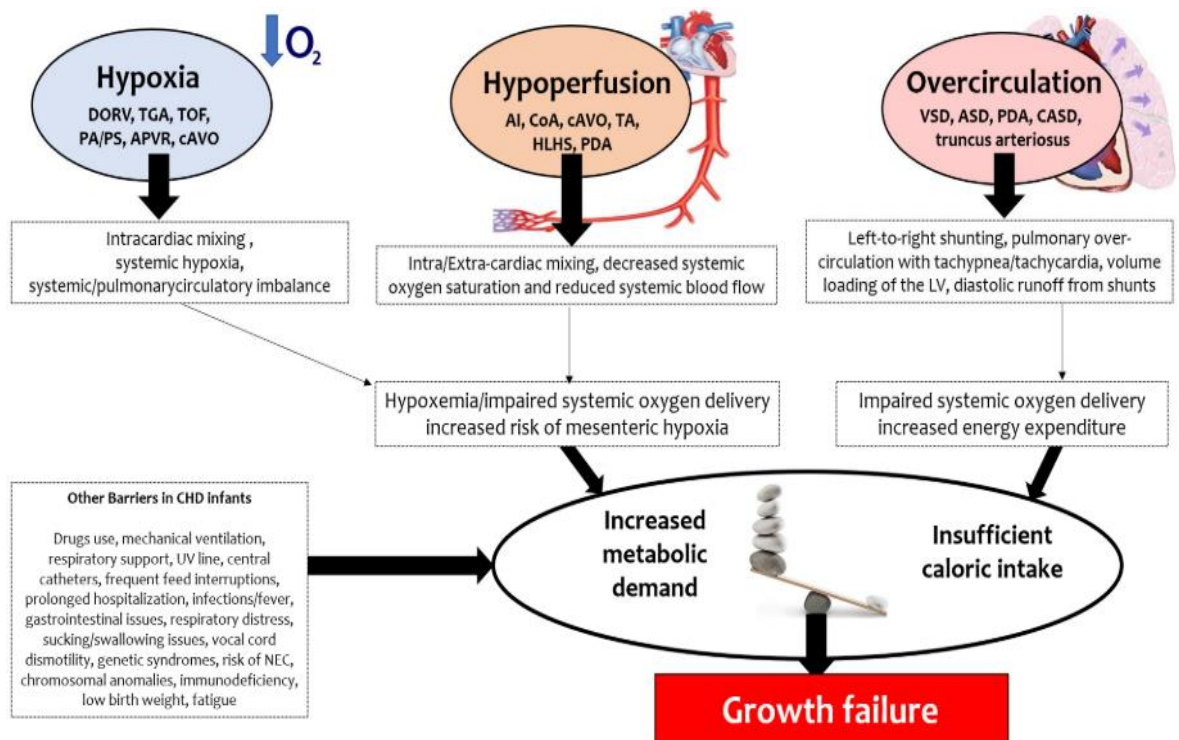 O2
Hypoxia
DORV, TGA, TOF,
PA/PS, APVR, cAVO
Hypoperfusion
AI, CoA, cAVO, TA,
HLHS, PDA
Overcirculation
VSD, ASD, PDA, CASD,
truncus arteriosus
Intracardiac mixing ,
systemic hypoxia,
systemic/pulmonarycirculatory imbalance
Intra/Extra-cardiac mixing, decreased systemic
oxygen saturation and reduced systemic blood flow
Left-to-right shunting, pulmonary over-
circulation with tachypnea/tachycardia, volume
loading of the LV, diastolic runoff from shunts
Hypoxemia/impaired systemic oxygen delivery
increased risk of mesenteric hypoxia
Impaired systemic oxygen delivery
increased energy expenditure
Other Barriers in CHD infants
Drugs use, mechanical ventilation,
respiratory support, UV line, central
catheters, frequent feed interruptions,
prolonged hospitalization, infections/fever,
gastrointestinal issues, respiratory distress,
sucking/swallowing issues, vocal cord
dismotility, genetic syndromes, risk of NEC,
chromosomal anomalies, immunodeficiency,
low birth weight, fatigue
Increased
metabolic
demand
Insufficient
caloric intake
Growth failure